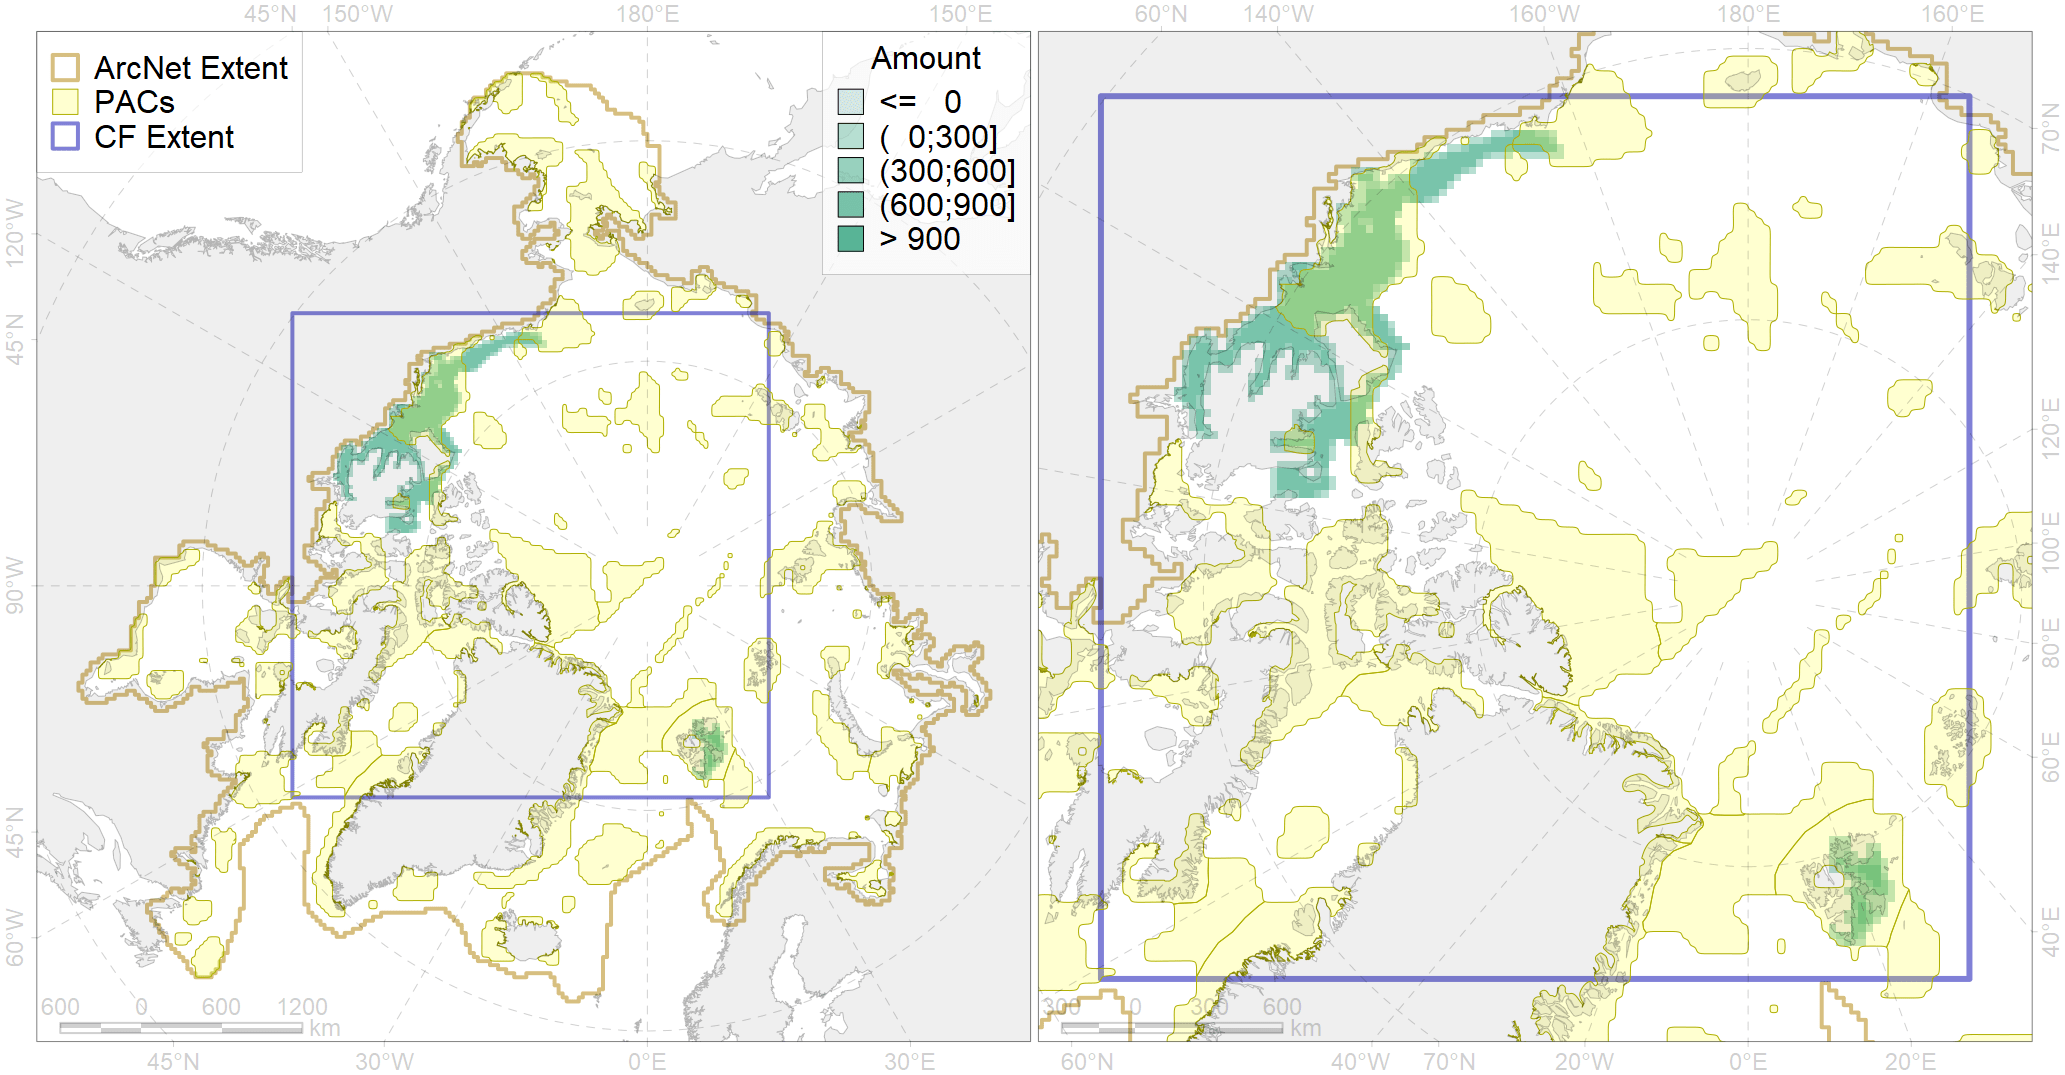 45°N 150°W 180°E 150°E
60°N 140°W 160°W 180°E 160°E
ArcNet Extent
PACs
CF Extent
Amount
<= 0
( 0;300]
(300;600]
(600;900]
> 900
120°W
45°N
90°W
45°N
60°W
70°N
140°E
120°E
100°E
80°E
60°E
40°E
600 0 600 1200
km
300 0 300 600
km
45°N 30°W 0°E 30°E
60°N 40°W 70°N 20°W 0°E 20°E